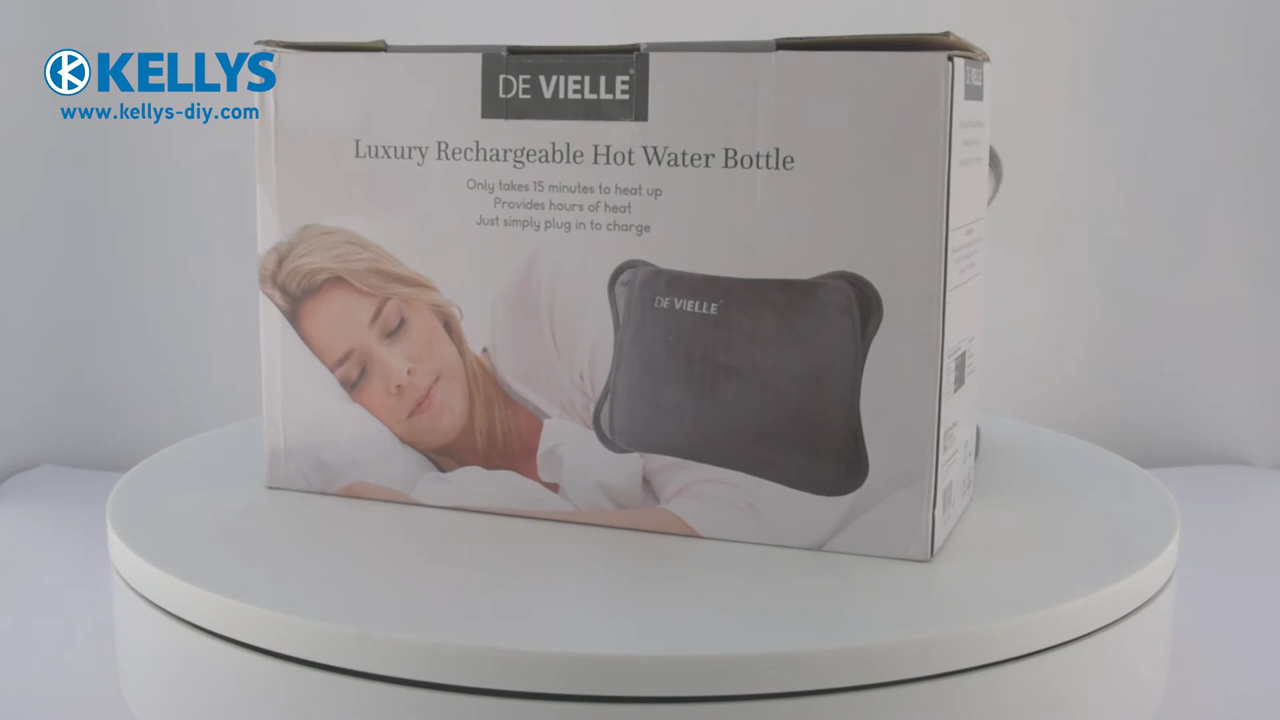 KELLYS
www.kellys-diy.com
DE VIELLE
Luxury Rechargeable Hot Water Bottle
Only takes 15 minutes to heat up
Provides hours of heat
Just simply plug in to charge
DE VIELLE